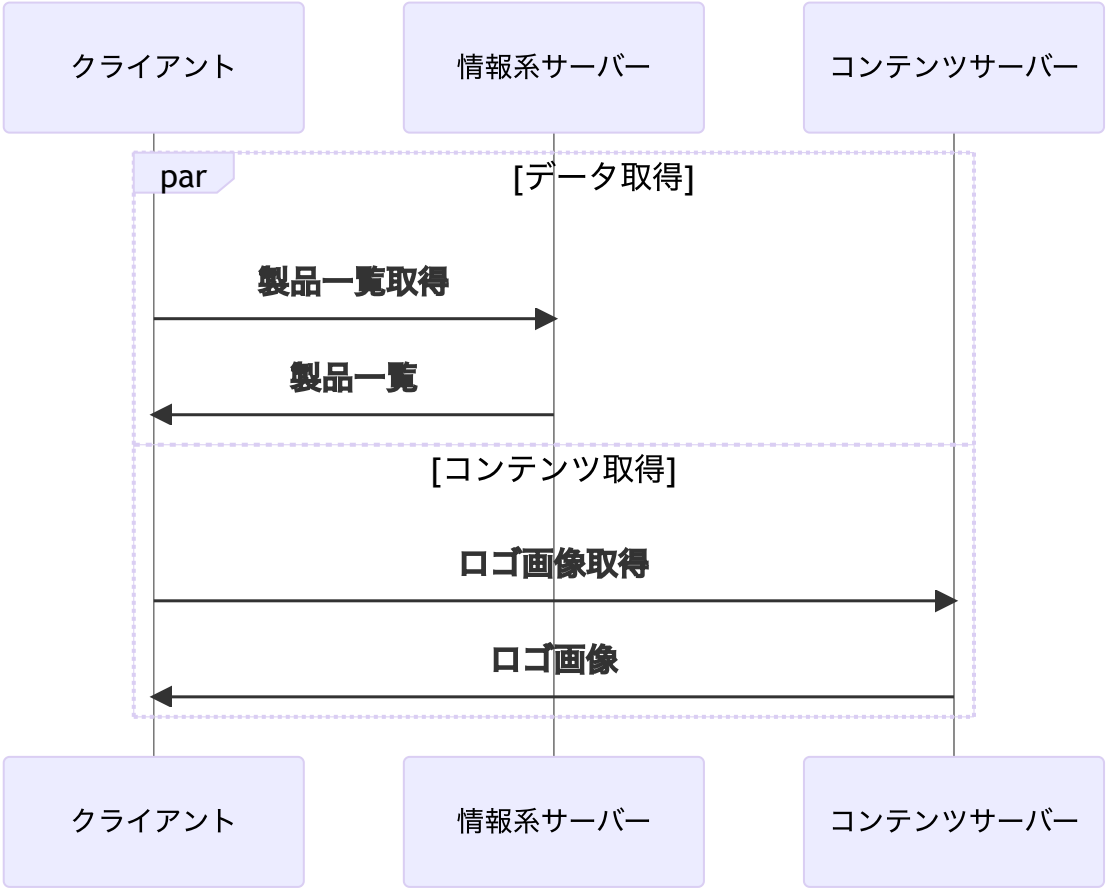 クライアント
情報系サーバー
コンテンツサーバー
par
[データ取得]
製品一覧取得
製品一覧
[コンテンツ取得]
ロゴ画像取得
ロゴ画像
クライアント
情報系サーバー
コンテンツサーバー